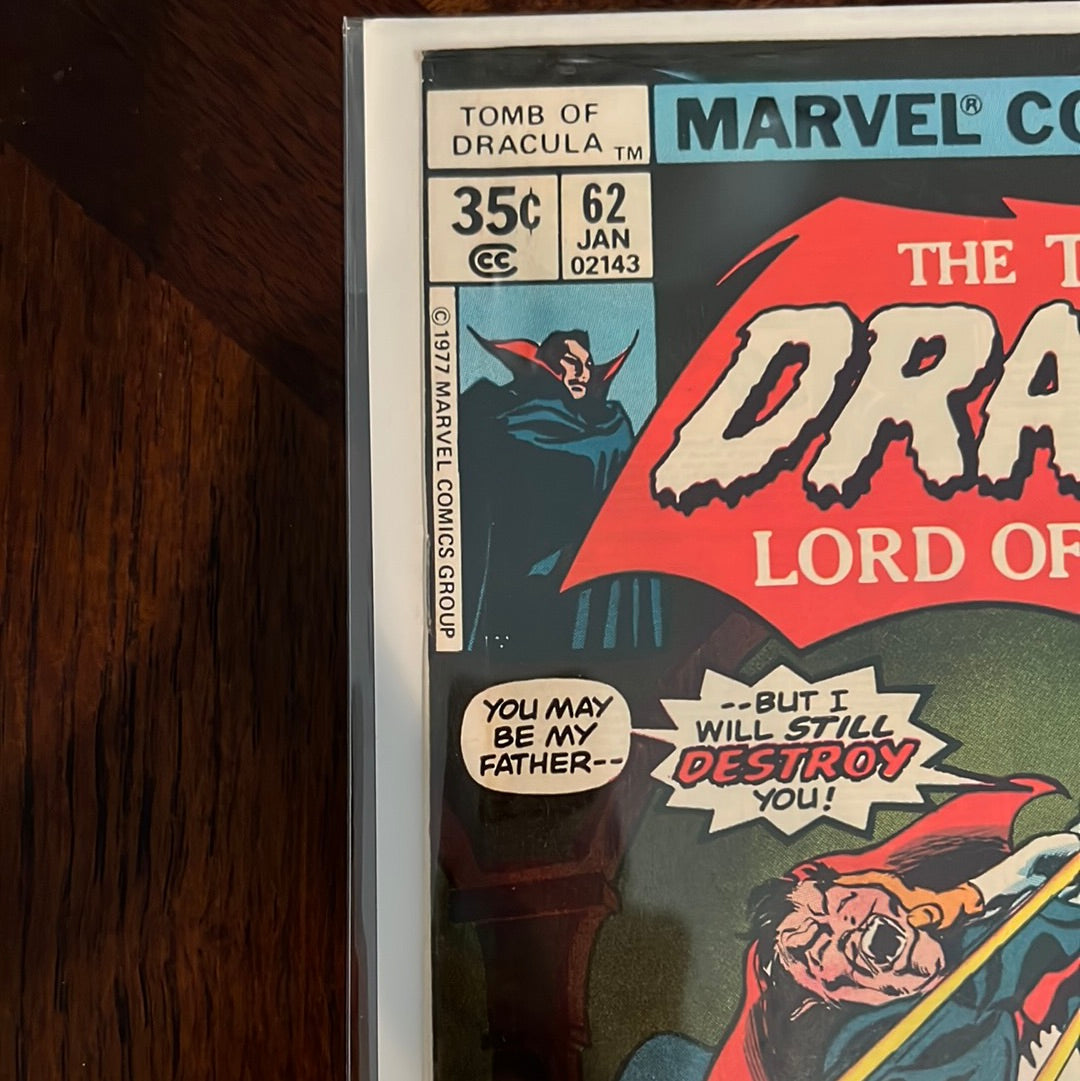 TOMB OF
DRACULA TM
MARVEL® CO
35¢
CC
62
JAN
02143
© 1977 MARVEL COMICS GROUP
THE T
DRA
LORD OF
YOU MAY
BE MY
FATHER--
--BUT I
WILL STILL
DESTROY
YOU!